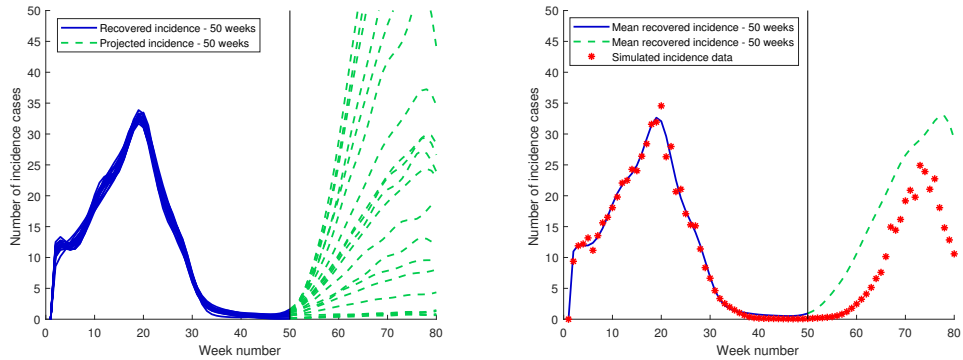 Recovered incidence - 50 weeks
Projected incidence - 50 weeks
Number of incidence cases
50
45
40
35
30
25
20
15
10
5
0
0 10 20 30 40 50 60 70 80
Week number
Mean recovered incidence - 50 weeks
Mean recovered incidence - 50 weeks
Simulated incidence data
Number of incidence cases
50
45
40
35
30
25
20
15
10
5
0
0 10 20 30 40 50 60 70 80
Week number